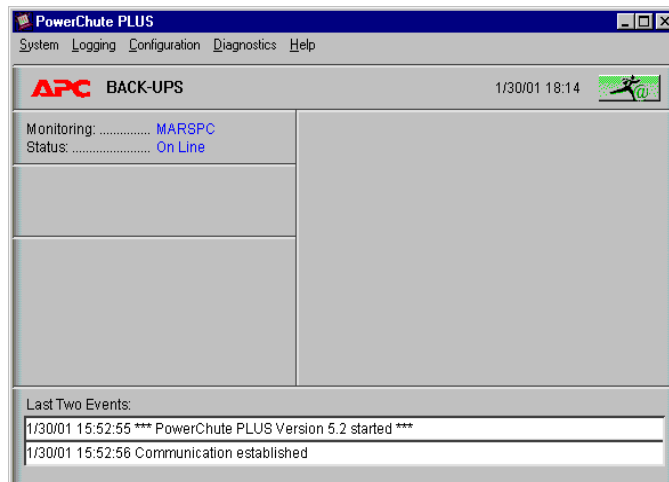 PowerChute PLUS
System Logging Configuration Diagnostics Help
APC BACK-UPS 1/30/01 18:14 @
Monitoring: .............. MARSPC
Status: ...................... On Line
Last Two Events:
1/30/01 15:52:55 *** PowerChute PLUS Version 5.2 started ***
1/30/01 15:52:56 Communication established